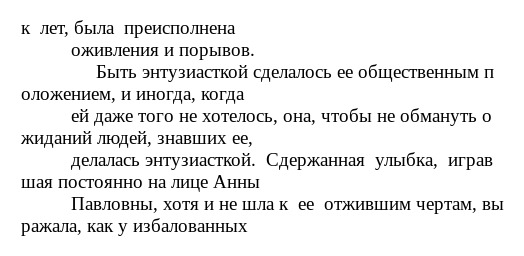 к  лет, была  преисполнена
оживления и порывов.
Быть энтузиасткой сделалось ее общественным п
оложением, и иногда, когда
ей даже того не хотелось, она, чтобы не обмануть о
жиданий людей, знавших ее,
делалась энтузиасткой.  Сдержанная  улыбка,  играв
шая постоянно на лице Анны
Павловны, хотя и не шла к  ее  отжившим чертам, вы
ражала, как у избалованных